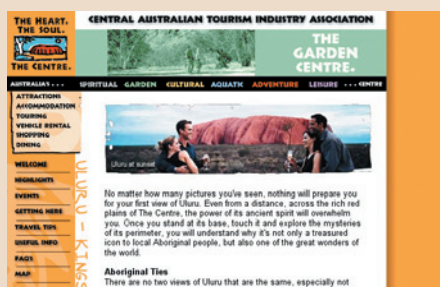 THE HEART.
THE SOUL.
THE CENTRE.
CENTRAL AUSTRALIAN TOURISM INDUSTRY ASSOCIATION
THE
GARDEN
CENTRE.
AUSTRALIA'S . . .
SPIRITUAL GARDEN CULTURAL AQUATIC ADVENTURE LEISURE . . . CENTRE
ATTRACTIONS
ACCOMMODATION
TOURING
VEHICLE RENTAL
SHOPPING
DINING
WELCOME
HIGHLIGHTS
EVENTS
GETTING HERE
TRAVEL TIPS
USEFUL INFO
FAQS
MAP
ULURU - KINGS
Uluru at sunset
No matter how many pictures you've seen, nothing will prepare you
for your first view of Uluru. Even from a distance, across the rich red
plains of The Centre, the power of its ancient spirit will overwhelm
you. Once you stand at its base, touch it and explore the mysteries
of its perimeter, you will understand why it's not only a treasured
icon to local Aboriginal people, but also one of the great wonders of
the world.
Aboriginal Ties
There are no two views of Uluru that are the same, especially not